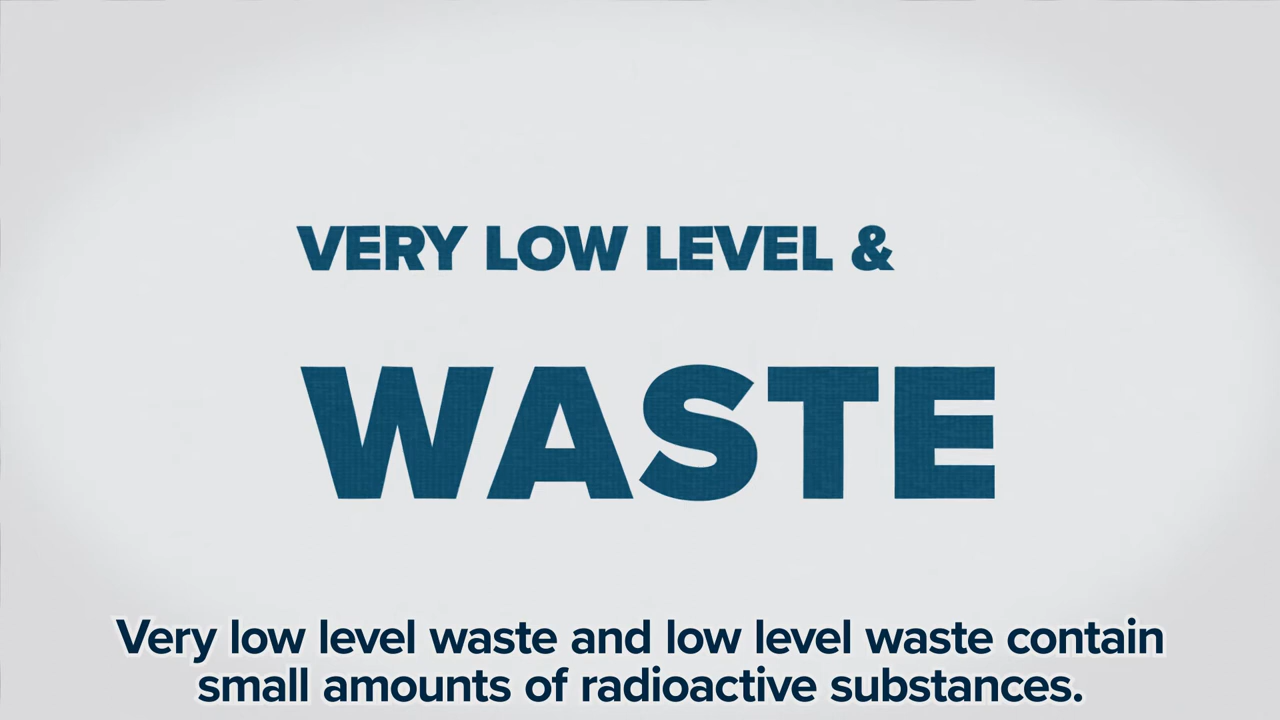 VERY LOW LEVEL &
WASTE
Very low level waste and low level waste contain
small amounts of radioactive substances.